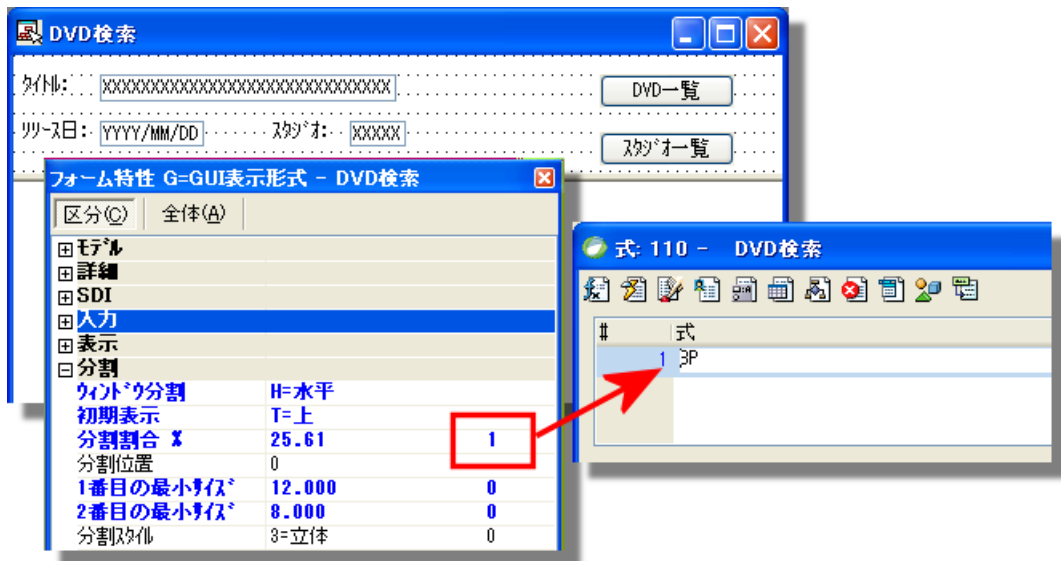 DVD検索
ﾀｲﾄﾙ: XXXXXXXXXXXXXXXXXXXXXXXXXXXXXX DVD一覧
ﾘﾘｰｽ日: YYYY/MM/DD ｽﾀｼﾞｵ: XXXXX ｽﾀｼﾞｵ一覧
フォーム特性 G=GUI表示形式 - DVD検索
区分(C) 全体(A)
ﾓﾃﾞﾙ
詳細
SDI
入力
表示
分割
ｳｨﾝﾄﾞｳ分割 H=水平
初期表示 T=上
分割割合 % 25.61 1
分割位置 0
1番目の最小ｻｲｽﾞ 12.000 0
2番目の最小ｻｲｽﾞ 8.000 0
分割ｽﾀｲﾙ 3=立体 0
式: 110 - DVD検索
# 式
1 BP